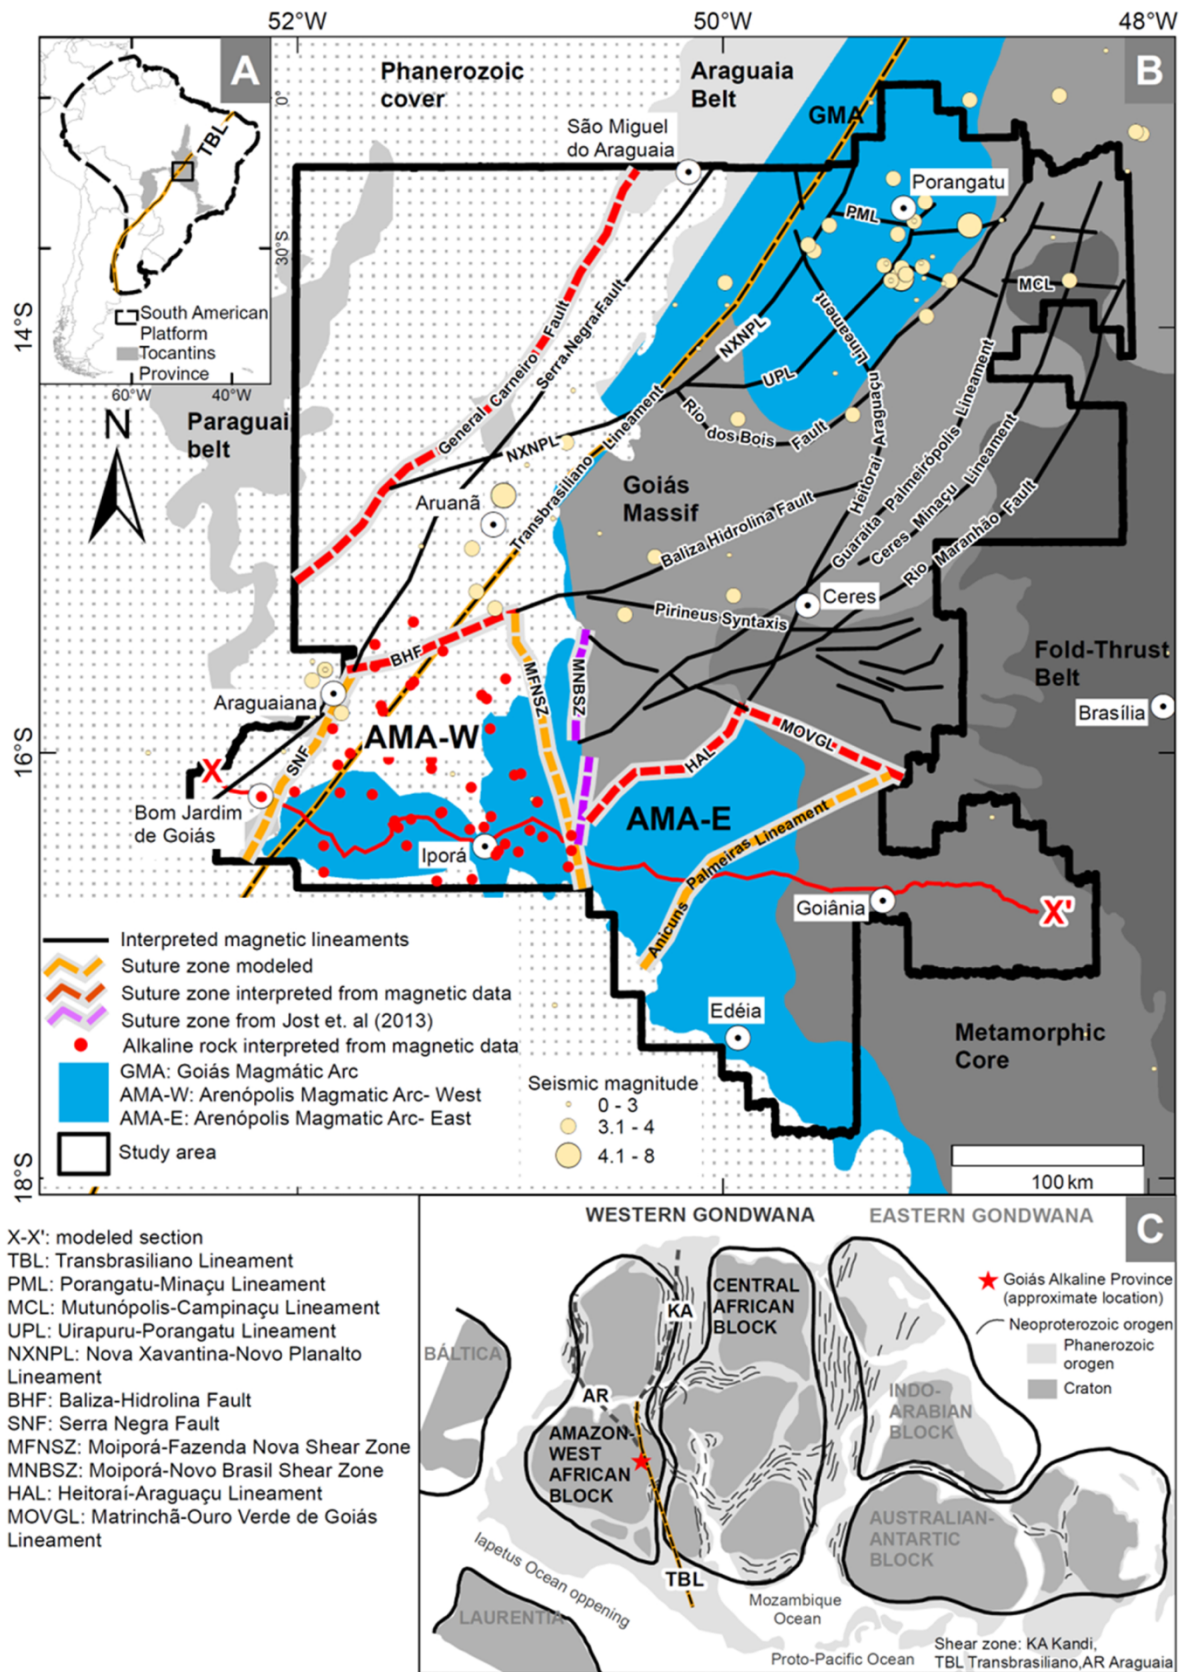 52°W
50°W
48°W
A
0°
TBL
30°S
South American
Platform
Tocantins
Province
60°W
40°W
N
B
Phanerozoic
cover
Araguaia
Belt
GMA
São Miguel
do Araguaia
Porangatu
PML
MCL
14°S
General Carneiro Fault
Serra Negra Fault
NXNPL
UPL
Heitoraí Araguaçu Lineament
Paraguai
belt
NXNPL
Transbrasiliano Lineament
Rio
dos Bois Fault
Guaraíta Palmeirópolis Lineament
Ceres Minaçu Lineament
Rio Maranhão Fault
Goiás
Massif
Aruanã
Baliza Hidrolina Fault
Ceres
Pirineus Syntaxis
BHF
MFNSZ
MNBSZ
Fold-Thrust
Belt
Araguaiana
Brasília
AMA-W
MOVGL
HAL
16°S
X
SNF
Bom Jardim
de Goiás
AMA-E
Iporá
Anicuns Palmeiras Lineament
Goiânia
X'
Interpreted magnetic lineaments
Suture zone modeled
Suture zone interpreted from magnetic data
Suture zone from Jost et. al (2013)
Alkaline rock interpreted from magnetic data
GMA: Goiás Magmátic Arc
AMA-W: Arenópolis Magmatic Arc- West
AMA-E: Arenópolis Magmatic Arc- East
Study area
Edéia
Seismic magnitude
0 - 3
3.1 - 4
4.1 - 8
Metamorphic
Core
18°S
100 km
X-X': modeled section
TBL: Transbrasiliano Lineament
PML: Porangatu-Minaçu Lineament
MCL: Mutunópolis-Campinaçu Lineament
UPL: Uirapuru-Porangatu Lineament
NXNPL: Nova Xavantina-Novo Planalto
Lineament
BHF: Baliza-Hidrolina Fault
SNF: Serra Negra Fault
MFNSZ: Moiporá-Fazenda Nova Shear Zone
MNBSZ: Moiporá-Novo Brasil Shear Zone
HAL: Heitoraí-Araguaçu Lineament
MOVGL: Matrinchã-Ouro Verde de Goiás
Lineament
WESTERN GONDWANA
EASTERN GONDWANA
C
Goiás Alkaline Province
(approximate location)
Neoproterozoic orogen
Phanerozoic
orogen
Craton
KA
CENTRAL
AFRICAN
BLOCK
BÁLTICA
AR
AMAZON-
WEST
AFRICAN
BLOCK
INDO-
ARABIAN
BLOCK
AUSTRALIAN-
ANTARTIC
BLOCK
Iapetus Ocean oppening
TBL
LAURENTIA
Mozambique
Ocean
Proto-Pacific Ocean
Shear zone: KA Kandi,
TBL Transbrasiliano,AR Araguaia